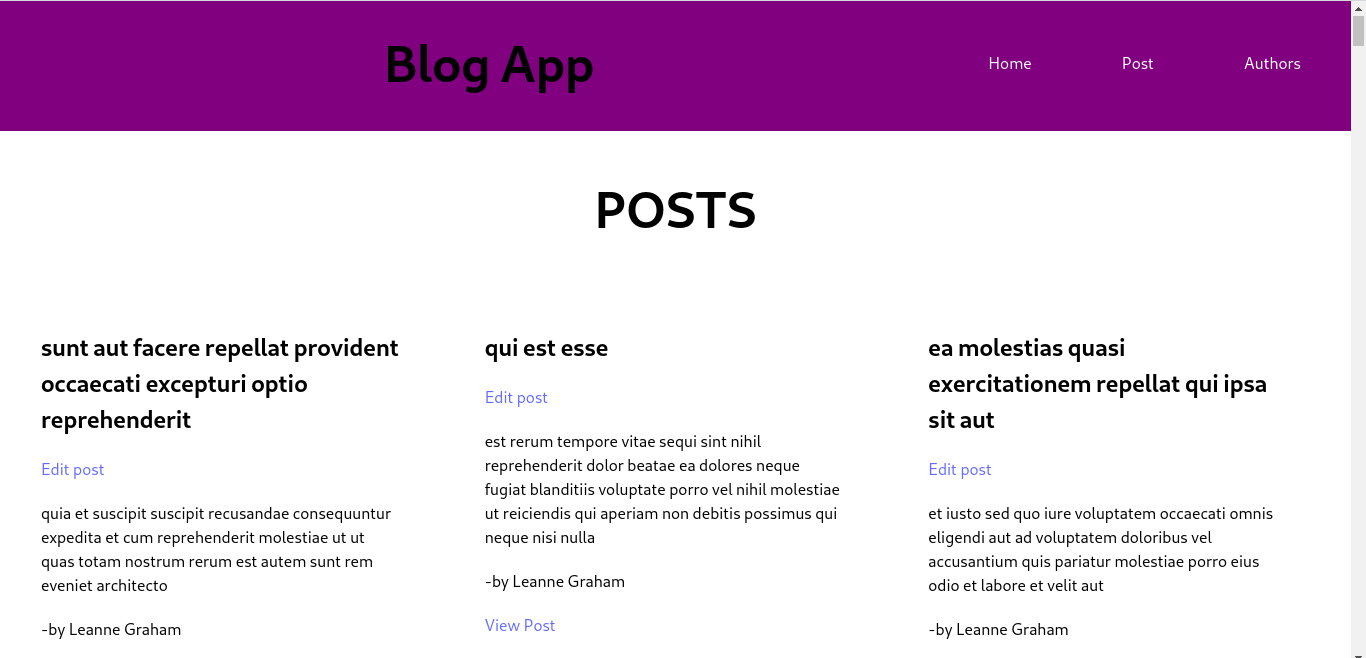 Blog App
Home
Post
Authors
POSTS
sunt aut facere repellat provident
occaecati excepturi optio
reprehenderit
Edit post
quia et suscipit suscipit recusandae consequuntur
expedita et cum reprehenderit molestiae ut ut
quas totam nostrum rerum est autem sunt rem
eveniet architecto
-by Leanne Graham
qui est esse
Edit post
est rerum tempore vitae sequi sint nihil
reprehenderit dolor beatae ea dolores neque
fugiat blanditiis voluptate porro vel nihil molestiae
ut reiciendis qui aperiam non debitis possimus qui
neque nisi nulla
-by Leanne Graham
View Post
ea molestias quasi
exercitationem repellat qui ipsa
sit aut
Edit post
et iusto sed quo iure voluptatem occaecati omnis
eligendi aut ad voluptatem doloribus vel
accusantium quis pariatur molestiae porro eius
odio et labore et velit aut
-by Leanne Graham